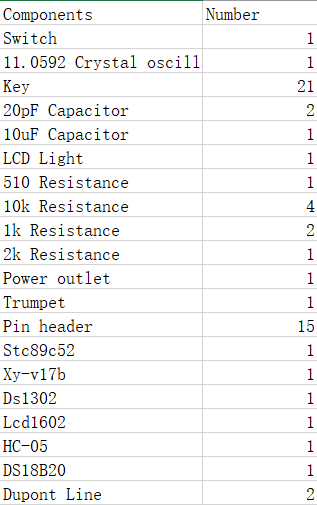 Components Number
Switch 1
11.0592 Crystal oscill 1
Key 21
20pF Capacitor 2
10uF Capacitor 1
LCD Light 1
510 Resistance 1
10k Resistance 4
1k Resistance 2
2k Resistance 1
Power outlet 1
Trumpet 1
Pin header 15
Stc89c52 1
Xy-v17b 1
Ds1302 1
Lcd1602 1
HC-05 1
DS18B20 1
Dupont Line 2